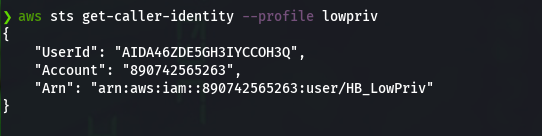 ❯ aws sts get-caller-identity --profile lowpriv
{
    "UserId": "AIDA46ZDE5GH3IYCCOH3Q",
    "Account": "890742565263",
    "Arn": "arn:aws:iam::890742565263:user/HB_LowPriv"
}